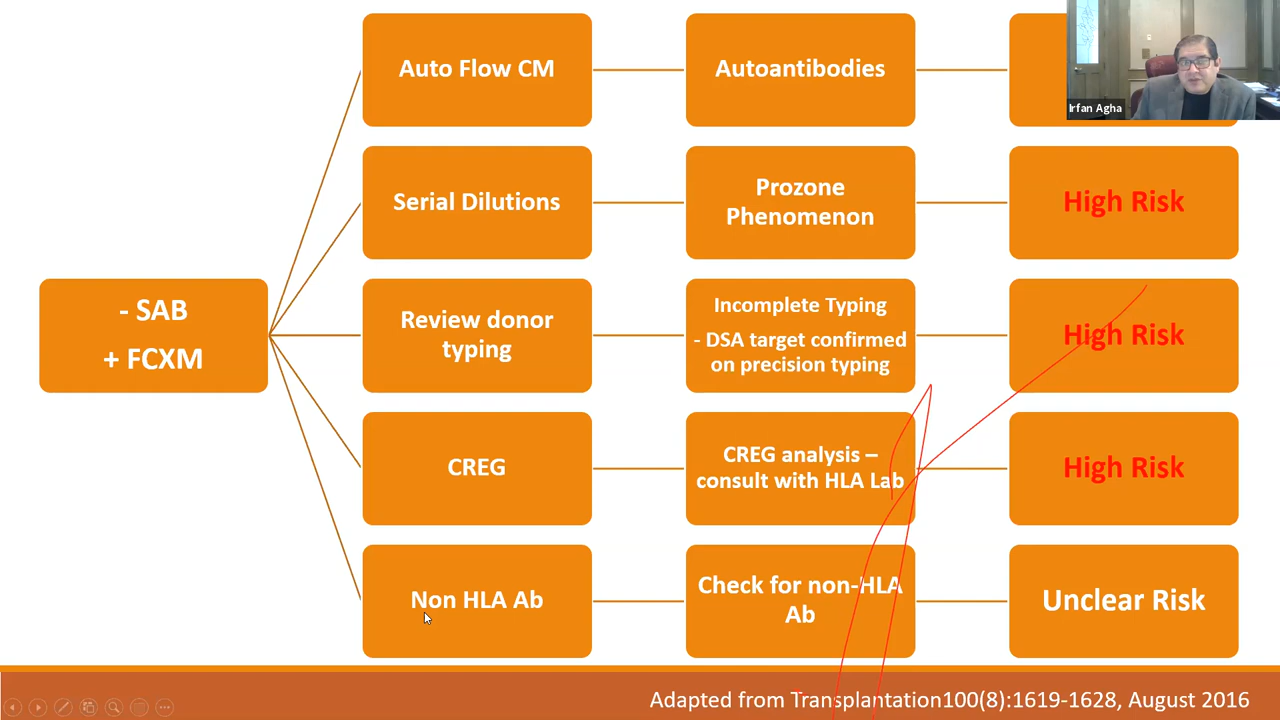 Auto Flow CM
Autoantibodies
Irfan Agha
Serial Dilutions
Prozone
Phenomenon
High Risk
- SAB
+ FCXM
Review donor
typing
Incomplete Typing
- DSA target confirmed
on precision typing
High Risk
CREG
CREG analysis –
consult with HLA Lab
High Risk
Non HLA Ab
Check for non-HLA
Ab
Unclear Risk
Adapted from Transplantation100(8):1619-1628, August 2016